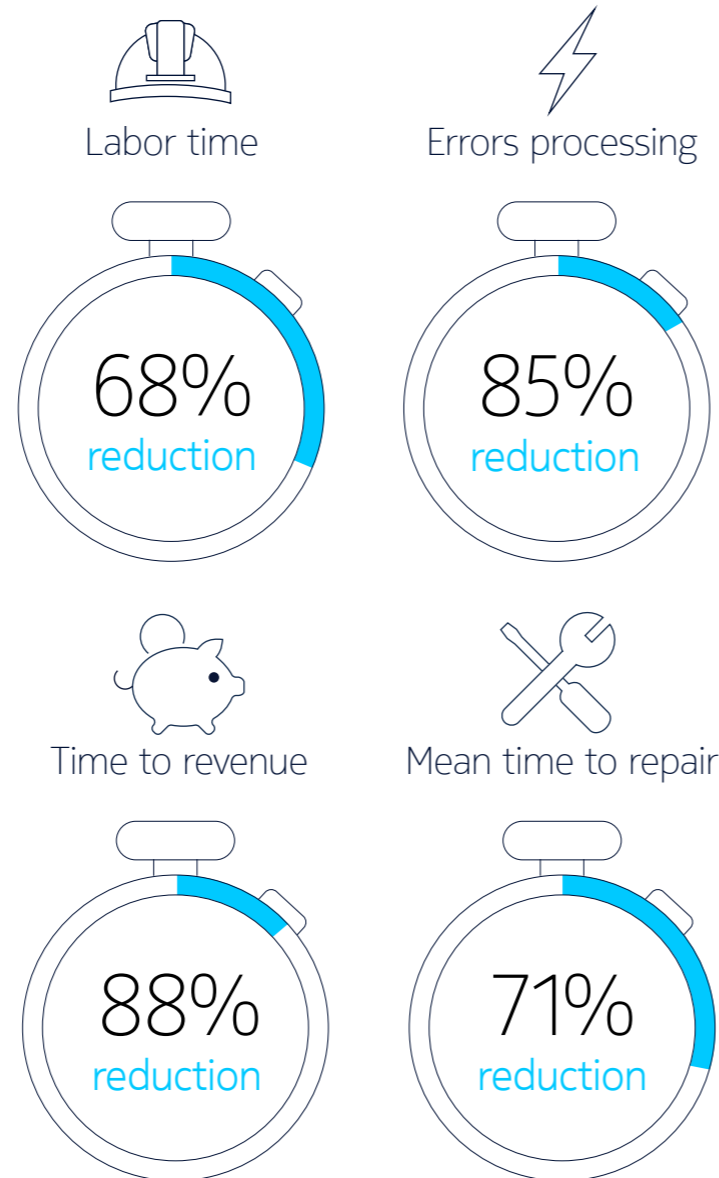 Labor time
Errors processing
68%
reduction
85%
reduction
Time to revenue
Mean time to repair
88%
reduction
71%
reduction